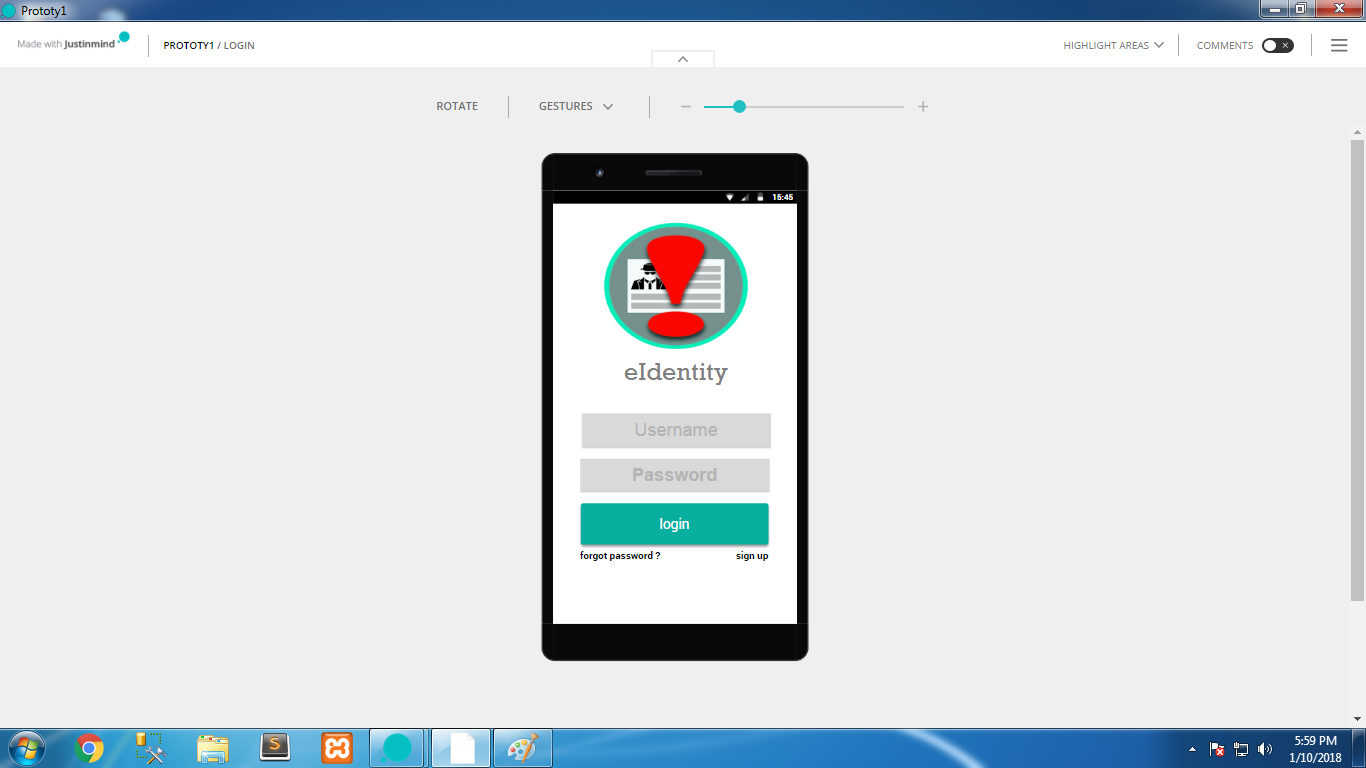 Prototy1
Made with Justinmind
PROTOTY1 / LOGIN
HIGHLIGHT AREAS
COMMENTS
ROTATE
GESTURES
15:45
eIdentity
Username
Password
login
forgot password ?
sign up
5:59 PM
1/10/2018